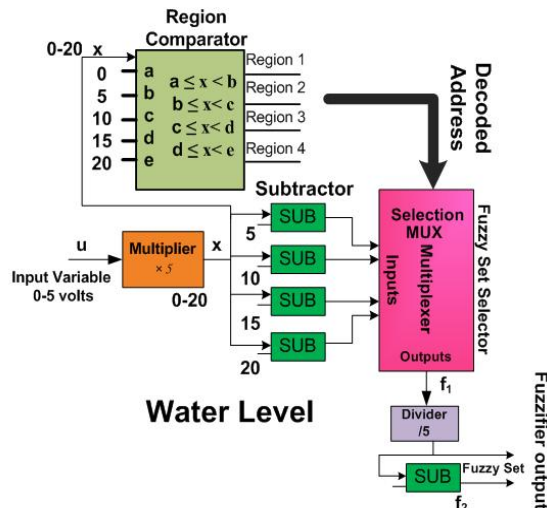 Region
Comparator
0-20 x
0 a
5 b
10 c
15 d
20 e
a ≤ x < b
b ≤ x < c
c ≤ x < d
d ≤ x < e
Region 1
Region 2
Region 3
Region 4
Decoded
Address
Subtractor
SUB
5
SUB
10
SUB
15
SUB
20
u
Input Variable
0-5 volts
Multiplier
× 5
x
0-20
Selection
MUX
Multiplexer
Inputs
Outputs
Fuzzy Set Selector
f₁
Water Level
Divider
/5
SUB
Fuzzy Set
f₂
Fuzzifier output